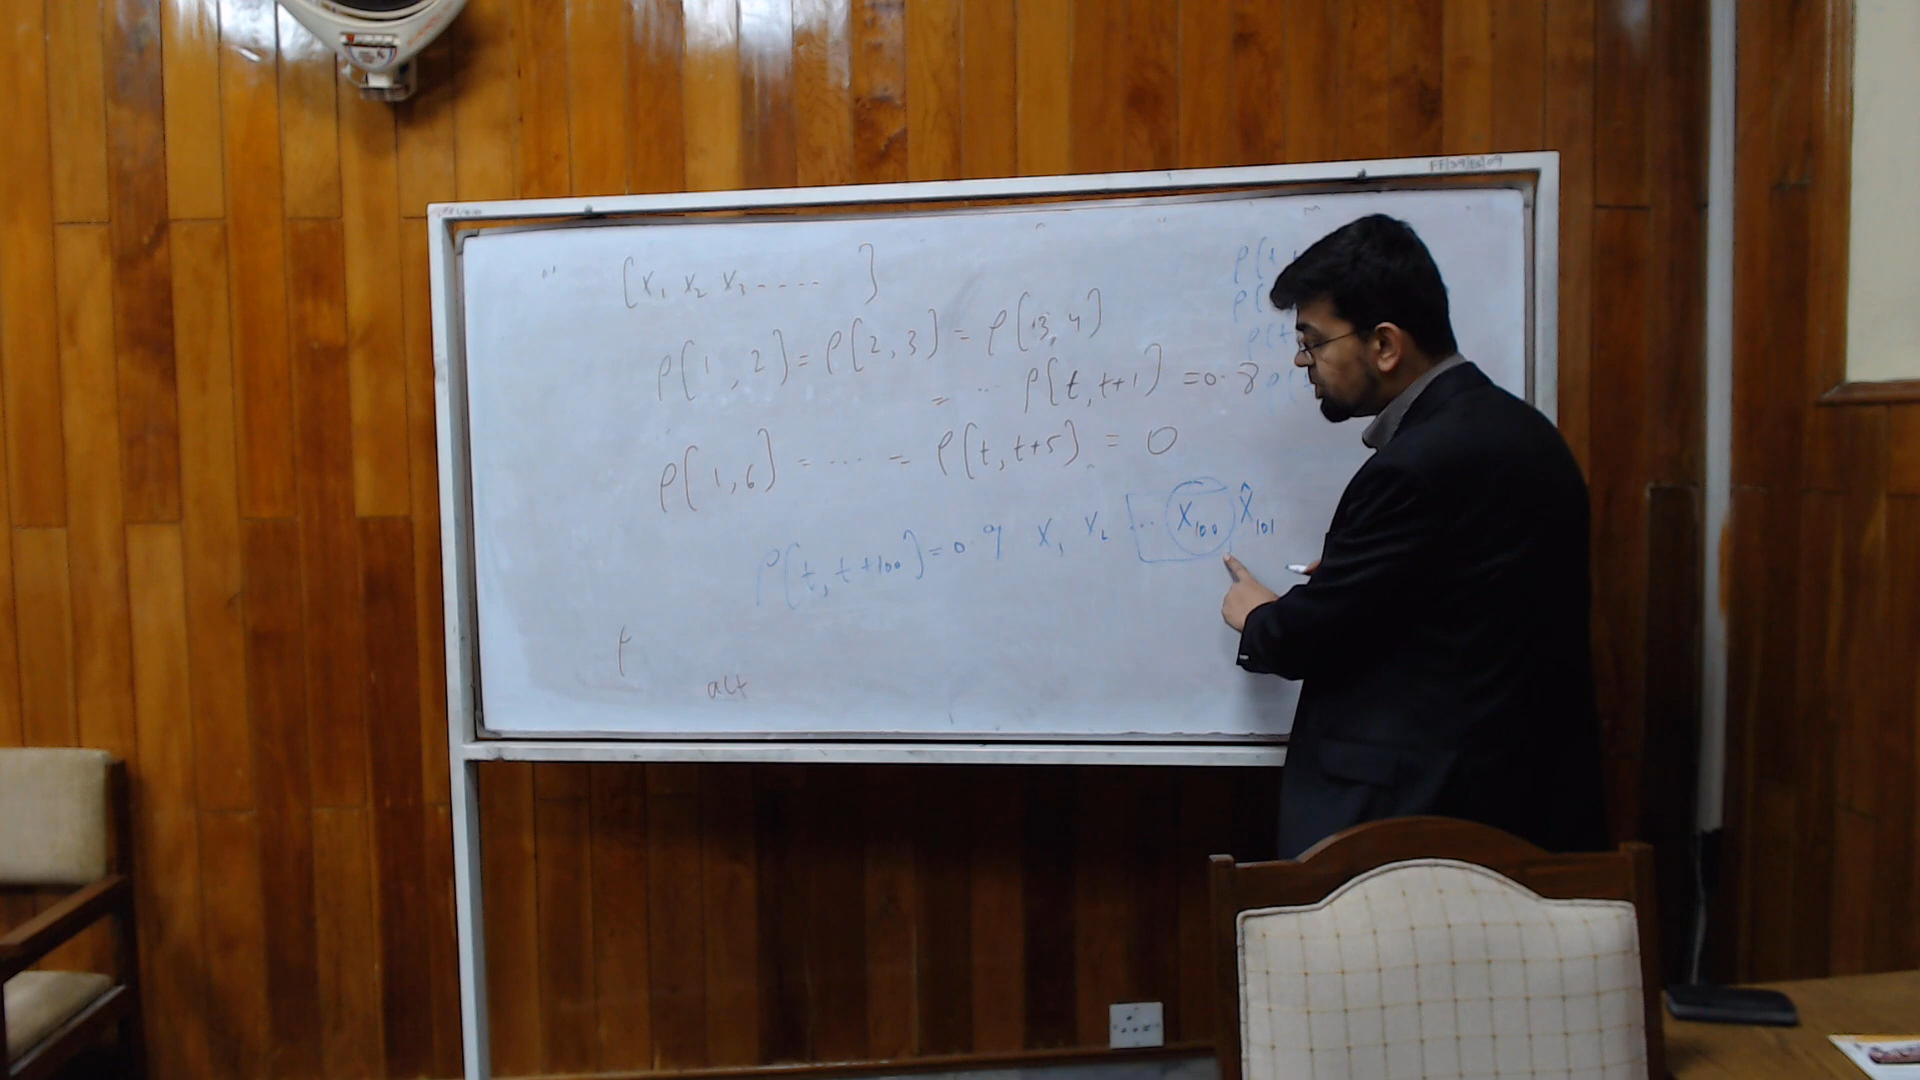 {X₁ X₂ X₃ - - - - }
ρ(1, 2) = ρ(2, 3) = ρ(3, 4)
= ... ρ(t, t+1) = 0.8
ρ(1, 6) = ... = ρ(t, t+5) = 0
ρ(t, t+100) = 0.9 X₁ X₂ ... X₁₀₀ X̂₁₀₁